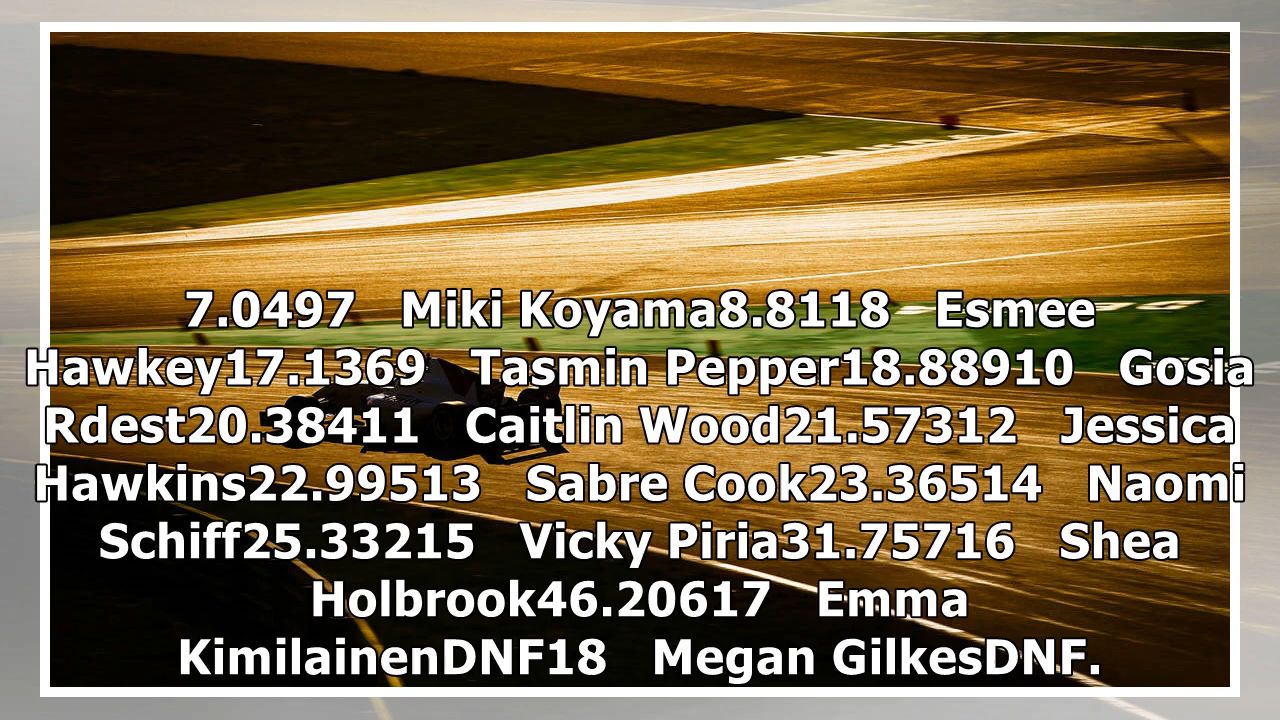 7.0497 Miki Koyama8.8118 Esmee
Hawkey17.1369 Tasmin Pepper18.88910 Gosia
Rdest20.38411 Caitlin Wood21.57312 Jessica
Hawkins22.99513 Sabre Cook23.36514 Naomi
Schiff25.33215 Vicky Piria31.75716 Shea
Holbrook46.20617 Emma
KimilainenDNF18 Megan GilkesDNF.